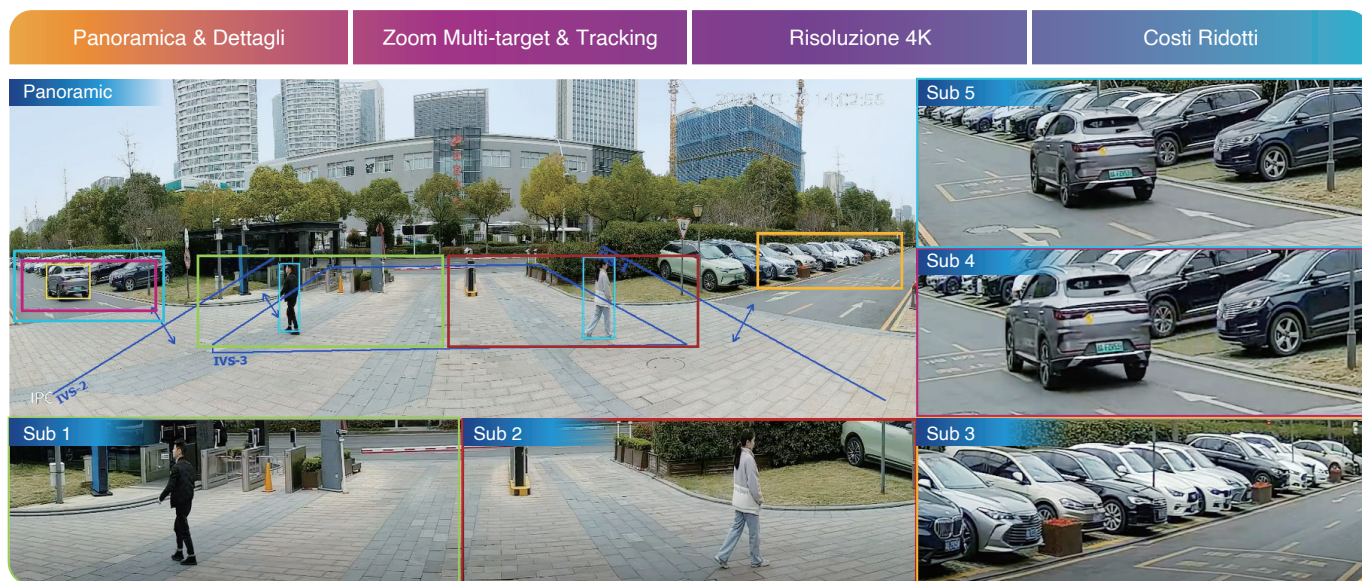 Panoramica & Dettagli
Zoom Multi-target & Tracking
Risoluzione 4K
Costi Ridotti
Panoramic
Sub 5
IVS-3
IVS-2
IPC
Sub 4
Sub 1
Sub 2
Sub 3